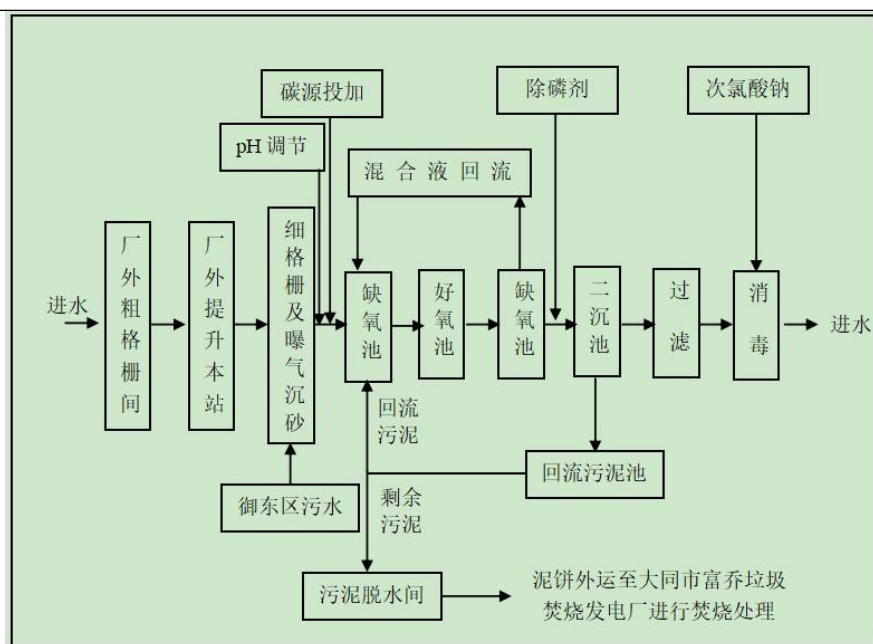 碳源投加
除磷剂
次氯酸钠
pH 调节
混合液回流
进水
厂外粗格栅间
厂外提升本站
细格栅及曝气沉砂
缺氧池
好氧池
缺氧池
二沉池
过滤
消毒
进水
回流
污泥
回流污泥池
御东区污水
剩余
污泥
污泥脱水间
泥饼外运至大同市富乔垃圾
焚烧发电厂进行焚烧处理